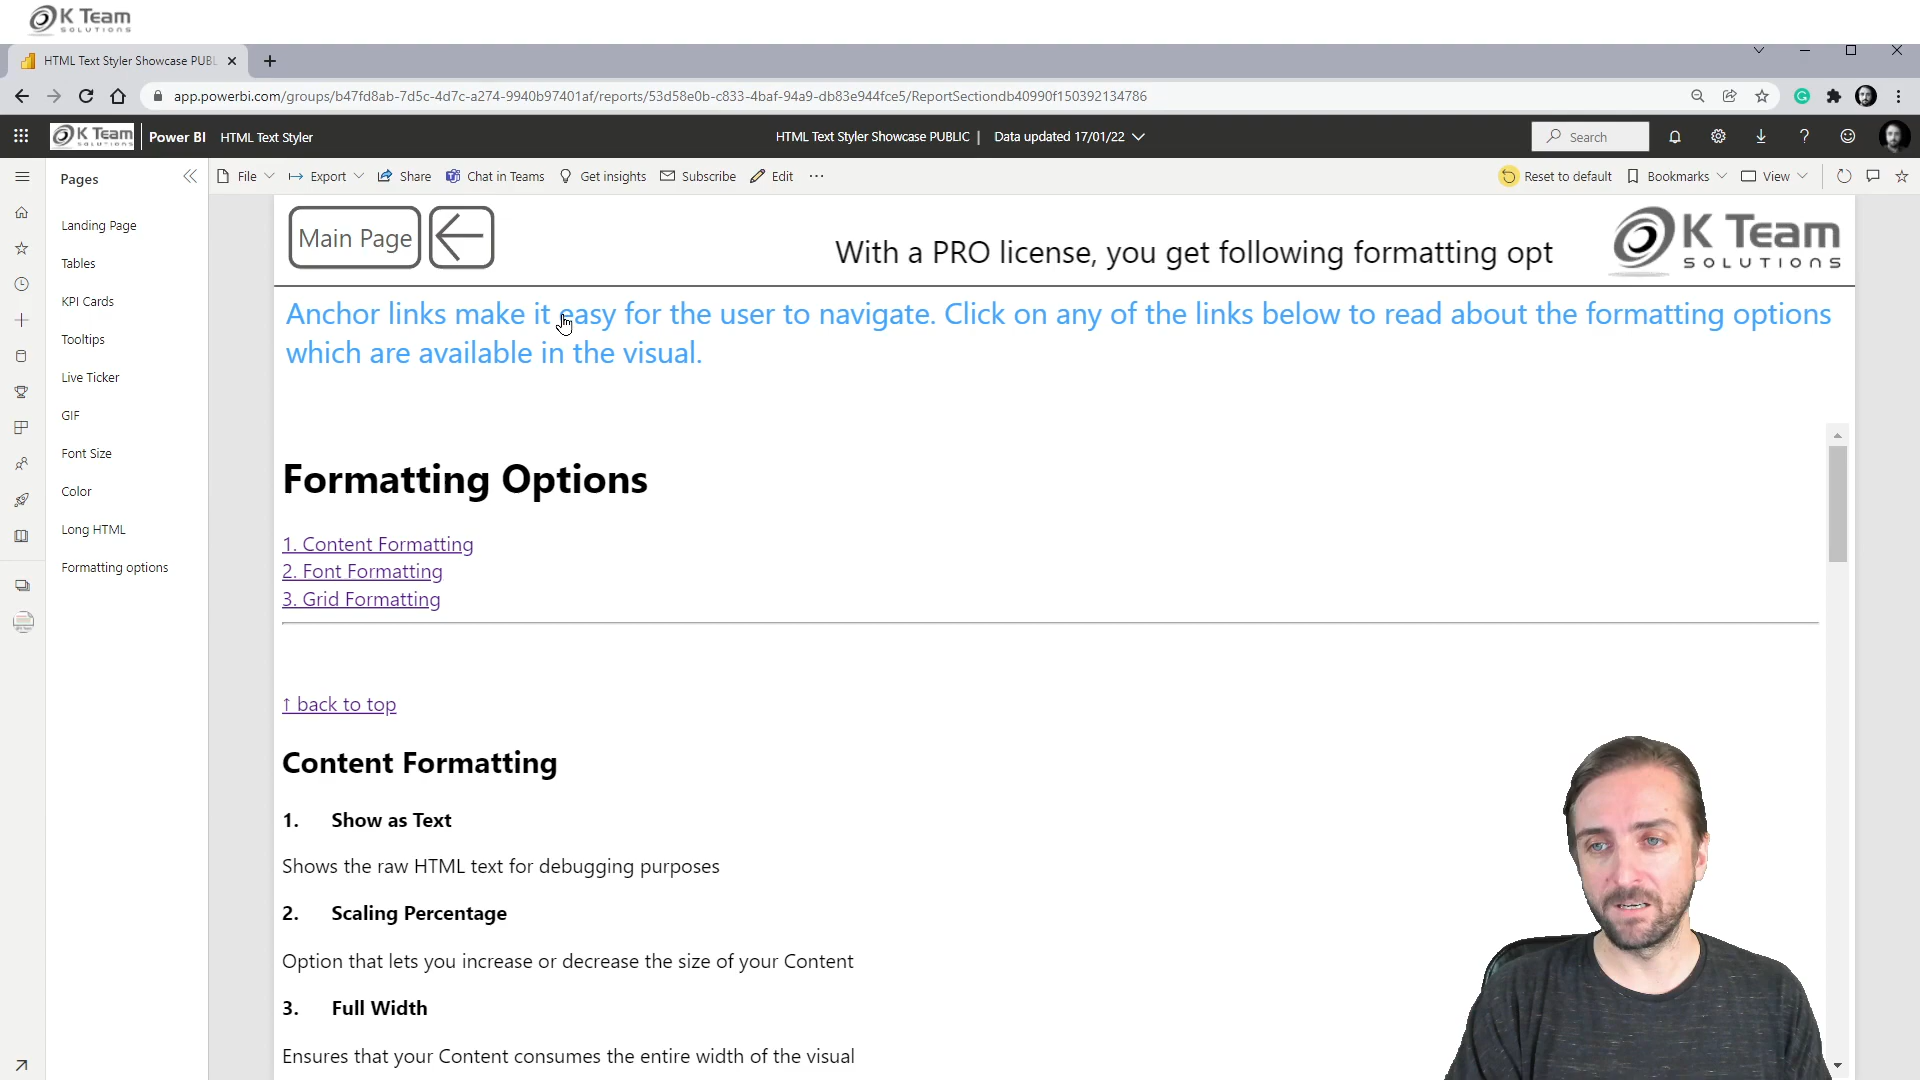 K Team
SOLUTIONS
HTML Text Styler Showcase PUBL
app.powerbi.com/groups/b47fd8ab-7d5c-4d7c-a274-9940b97401af/reports/53d58e0b-c833-4baf-94a9-db83e944fce5/ReportSectiondb40990f150392134786
K Team
SOLUTIONS
Power BI HTML Text Styler
HTML Text Styler Showcase PUBLIC | Data updated 17/01/22
Search
Pages
File Export Share Chat in Teams Get insights Subscribe Edit ...
Reset to default Bookmarks View
Landing Page
Tables
KPI Cards
Tooltips
Live Ticker
GIF
Font Size
Color
Long HTML
Formatting options
Main Page
With a PRO license, you get following formatting opt
K Team
SOLUTIONS
Anchor links make it easy for the user to navigate. Click on any of the links below to read about the formatting options
which are available in the visual.
Formatting Options
1. Content Formatting
2. Font Formatting
3. Grid Formatting
↑ back to top
Content Formatting
1. Show as Text
Shows the raw HTML text for debugging purposes
2. Scaling Percentage
Option that lets you increase or decrease the size of your Content
3. Full Width
Ensures that your Content consumes the entire width of the visual